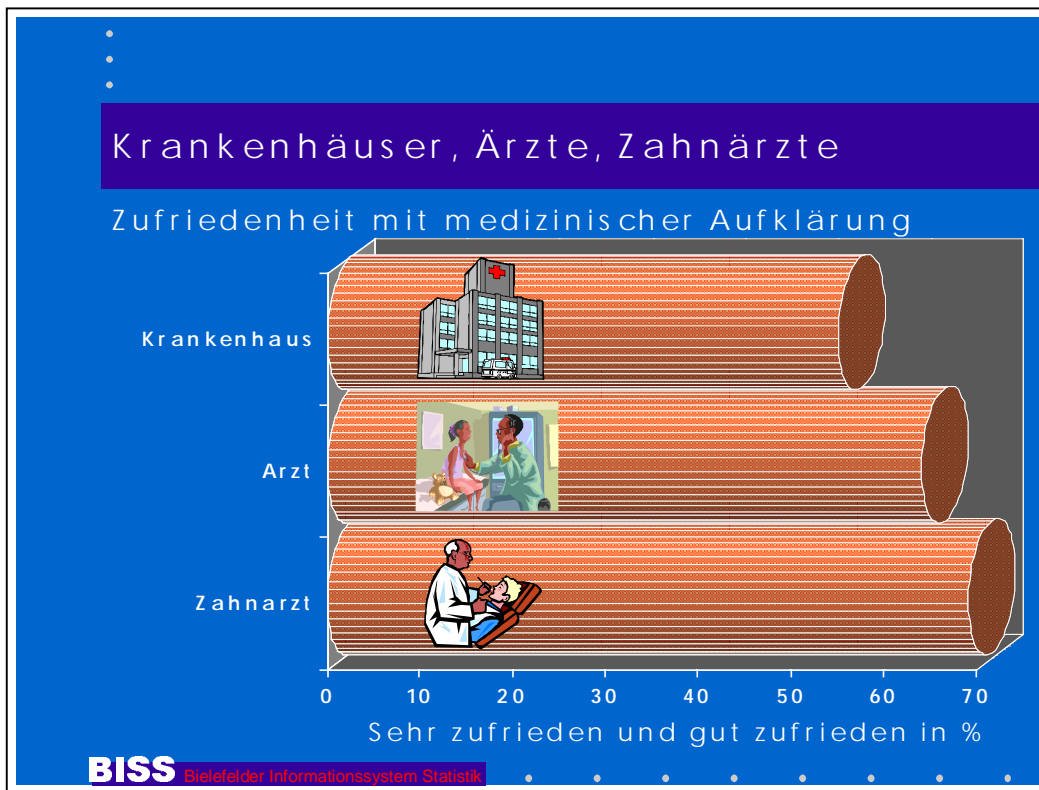 Krankenhäuser, Ärzte, Zahnärzte
Zufriedenheit mit medizinischer Aufklärung
Krankenhaus
Arzt
Zahnarzt
0 10 20 30 40 50 60 70
Sehr zufrieden und gut zufrieden in %
BISS Bielefelder Informationssystem Statistik